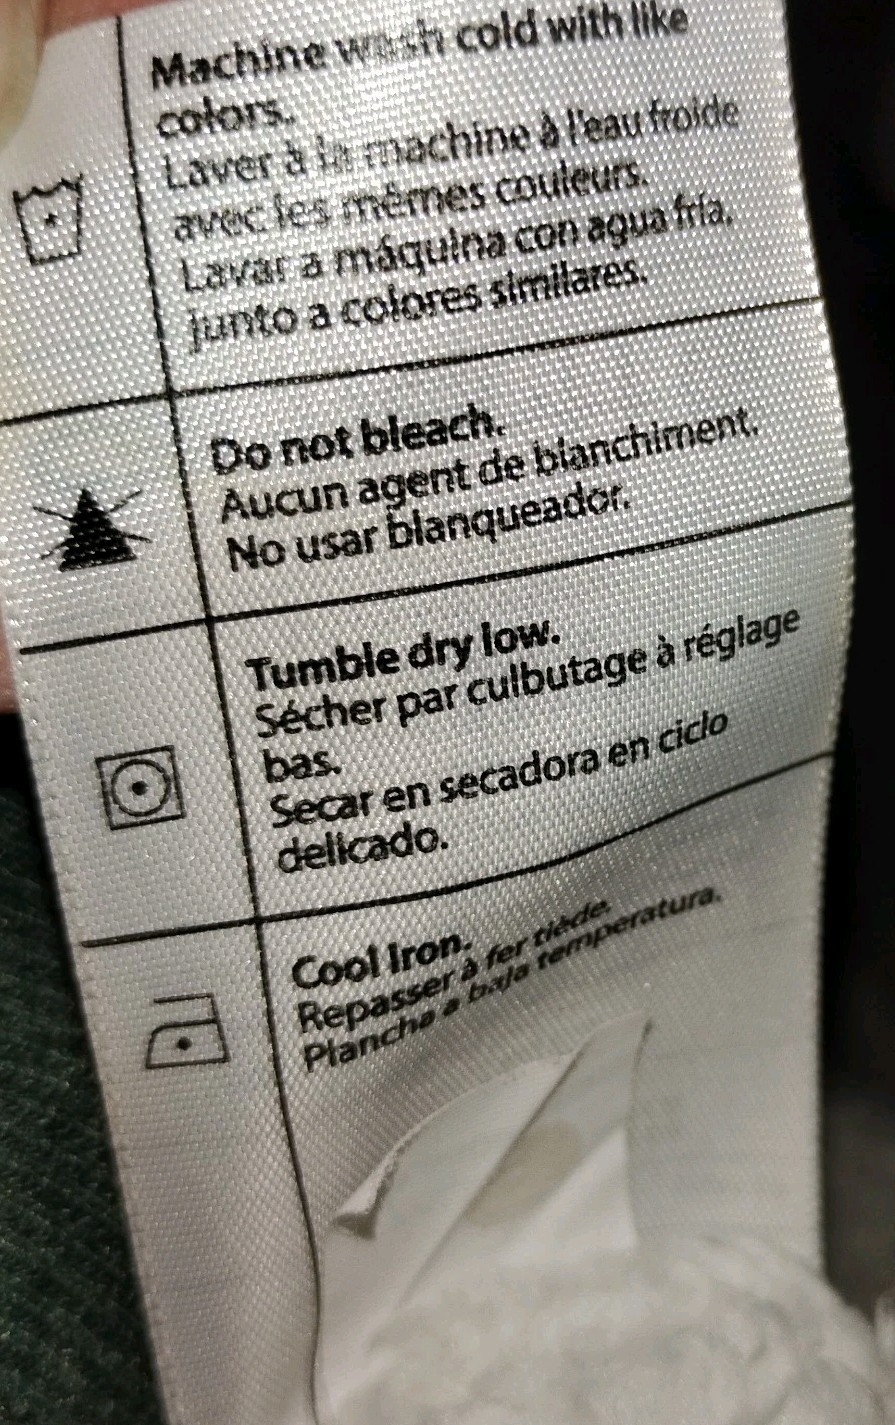 Machine wash cold with like
colors.
Laver à la machine à l'eau froide
avec les mêmes couleurs.
Lavar a máquina con agua fría,
junto a colores similares.
Do not bleach.
Aucun agent de blanchiment.
No usar blanqueador.
Tumble dry low.
Sécher par culbutage à réglage
bas.
Secar en secadora en ciclo
delicado.
Cool Iron.
Repasser à fer tiède.
Plancha a baja temperatura.